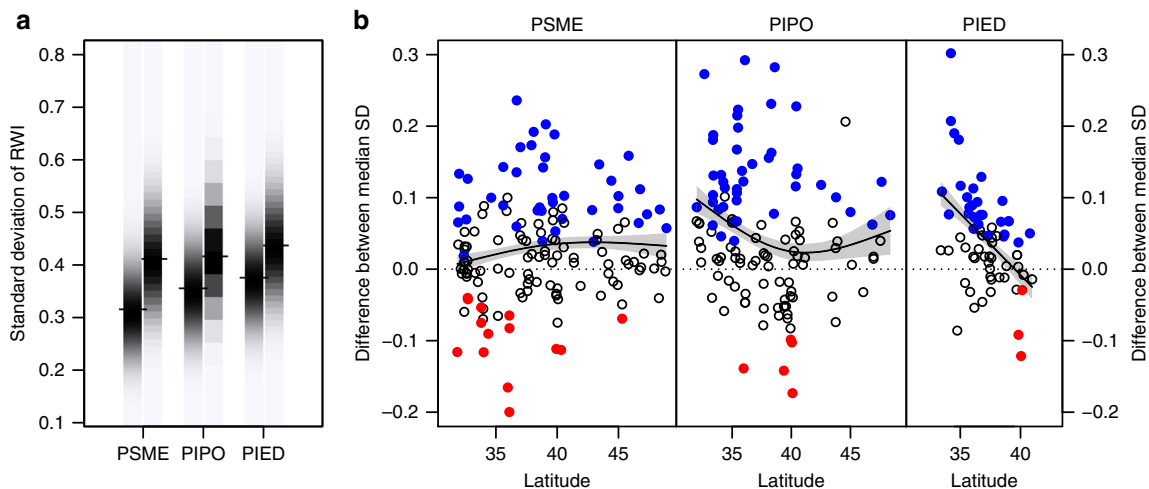 a
b
PSME
PIPO
PIED
Standard deviation of RWI
0.8
0.7
0.6
0.5
0.4
0.3
0.2
0.1
PSME
PIPO
PIED
Difference between median SD
0.3
0.2
0.1
0.0
−0.1
−0.2
35
40
45
Latitude
35
40
45
Latitude
35
40
Latitude
0.3
0.2
0.1
0.0
−0.1
−0.2
Difference between median SD